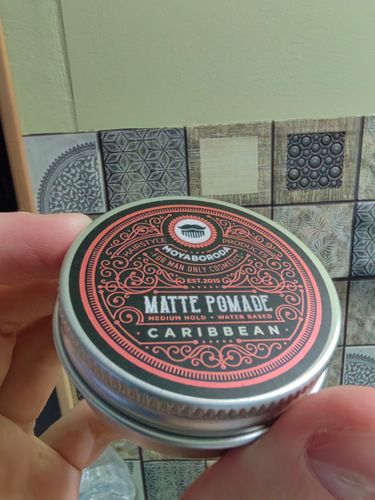 HAIRSTYLE PRODUCTS
MOYABORODA
FOR MAN ONLY COSMETICS
EST.2015
MATTE POMADE
MEDIUM HOLD • WATER BASED
• CARIBBEAN •